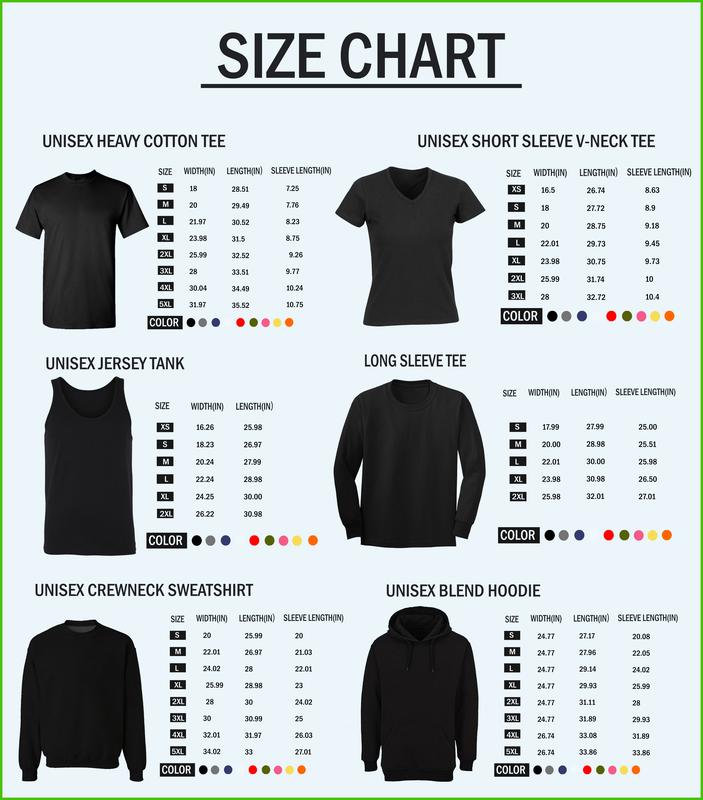 SIZE CHART
UNISEX HEAVY COTTON TEE
SIZE WIDTH(IN) LENGTH(IN) SLEEVE LENGTH(IN)
S 18 28.51 7.25
M 20 29.49 7.76
L 21.97 30.52 8.23
XL 23.98 31.5 8.75
2XL 25.99 32.52 9.26
3XL 28 33.51 9.77
4XL 30.04 34.49 10.24
5XL 31.97 35.52 10.75
COLOR
UNISEX SHORT SLEEVE V-NECK TEE
SIZE WIDTH(IN) LENGTH(IN) SLEEVE LENGTH(IN)
XS 16.5 26.74 8.63
S 18 27.72 8.9
M 20 28.75 9.18
L 22.01 29.73 9.45
XL 23.98 30.75 9.73
2XL 25.99 31.74 10
3XL 28 32.72 10.4
COLOR
UNISEX JERSEY TANK
SIZE WIDTH(IN) LENGTH(IN)
XS 16.26 25.98
S 18.23 26.97
M 20.24 27.99
L 22.24 28.98
XL 24.25 30.00
2XL 26.22 30.98
COLOR
LONG SLEEVE TEE
SIZE WIDTH(IN) LENGTH(IN) SLEEVE LENGTH(IN)
S 17.99 27.99 25.00
M 20.00 28.98 25.51
L 22.01 30.00 25.98
XL 23.98 30.98 26.50
2XL 25.98 32.01 27.01
COLOR
UNISEX CREWNECK SWEATSHIRT
SIZE WIDTH(IN) LENGTH(IN) SLEEVE LENGTH(IN)
S 20 25.99 20
M 22.01 26.97 21.03
L 24.02 28 22.01
XL 25.99 28.98 23
2XL 28 30 24.02
3XL 30 30.99 25
4XL 32.01 31.97 26.03
5XL 34.02 33 27.01
COLOR
UNISEX BLEND HOODIE
SIZE WIDTH(IN) LENGTH(IN) SLEEVE LENGTH(IN)
S 24.77 27.17 20.08
M 24.77 27.96 22.05
L 24.77 29.14 24.02
XL 24.77 29.93 25.99
2XL 24.77 31.11 28
3XL 24.77 31.89 29.93
4XL 26.74 33.08 31.89
5XL 26.74 33.86 33.86
COLOR